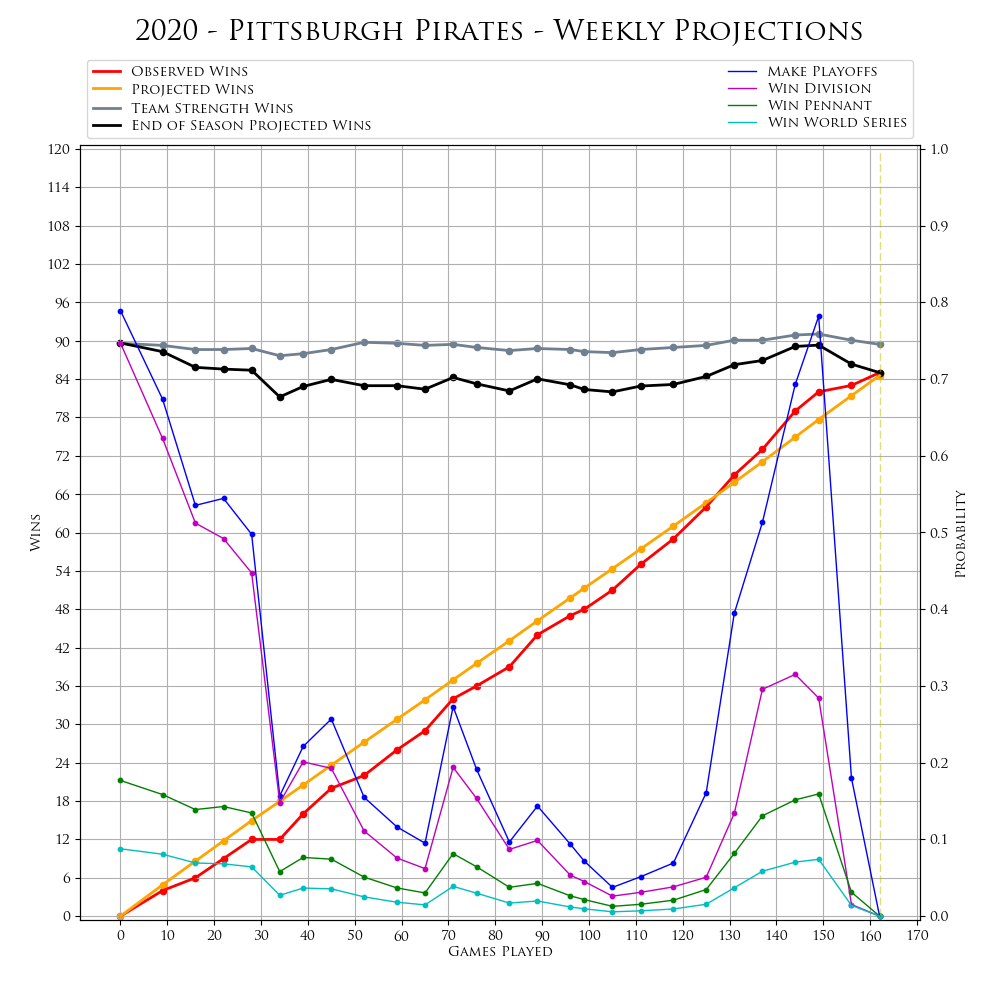 2020 - Pittsburgh Pirates - Weekly Projections
Observed Wins
Projected Wins
Team Strength Wins
End of Season Projected Wins
Make Playoffs
Win Division
Win Pennant
Win World Series
120
114
108
102
96
90
84
78
72
66
60
54
48
42
36
30
24
18
12
6
0
Wins
1.0
0.9
0.8
0.7
0.6
0.5
0.4
0.3
0.2
0.1
0.0
Probability
0 10 20 30 40 50 60 70 80 90 100 110 120 130 140 150 160 170
Games Played